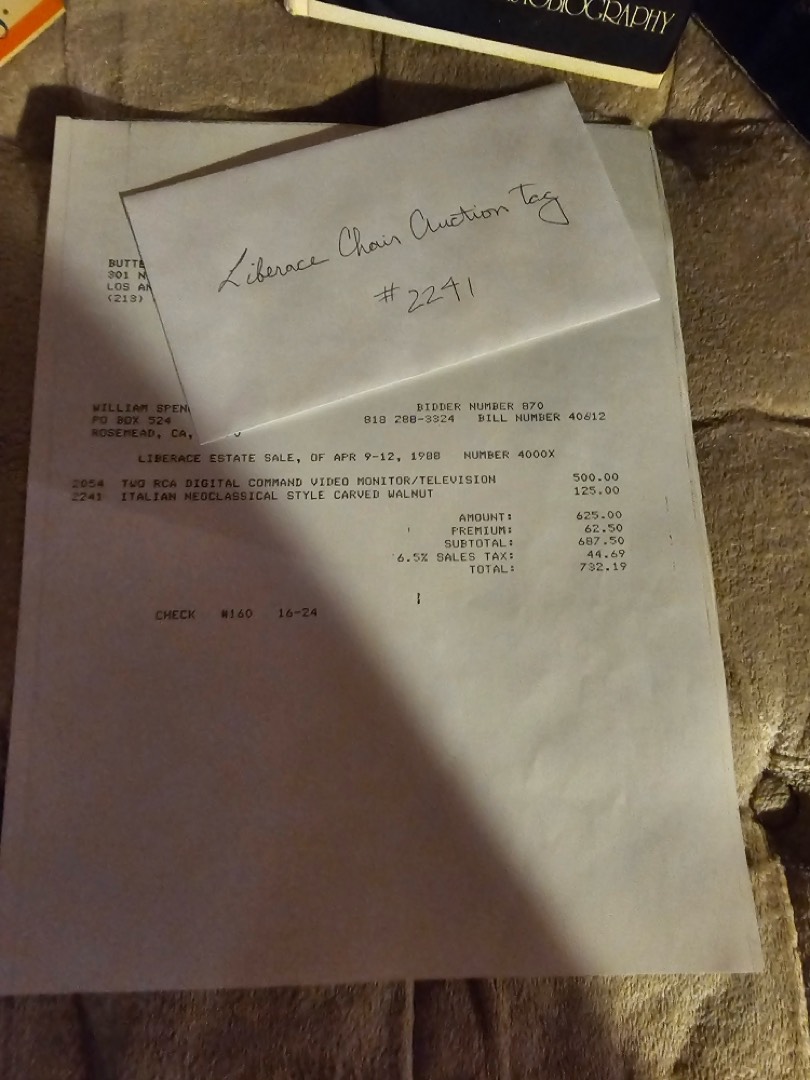 Liberace Chair Auction Tag
# 2241
BUTTE
301 N
LOS AN
(213)
WILLIAM SPEN BIDDER NUMBER 870
PO BOX 524 818 288-3324 BILL NUMBER 40612
ROSEMEAD, CA,
LIBERACE ESTATE SALE, OF APR 9-12, 1988 NUMBER 4000X
2054 TWO RCA DIGITAL COMMAND VIDEO MONITOR/TELEVISION 500.00
2241 ITALIAN NEOCLASSICAL STYLE CARVED WALNUT 125.00
AMOUNT: 625.00
PREMIUM: 62.50
SUBTOTAL: 687.50
6.5% SALES TAX: 44.69
TOTAL: 732.19
CHECK #160 16-24